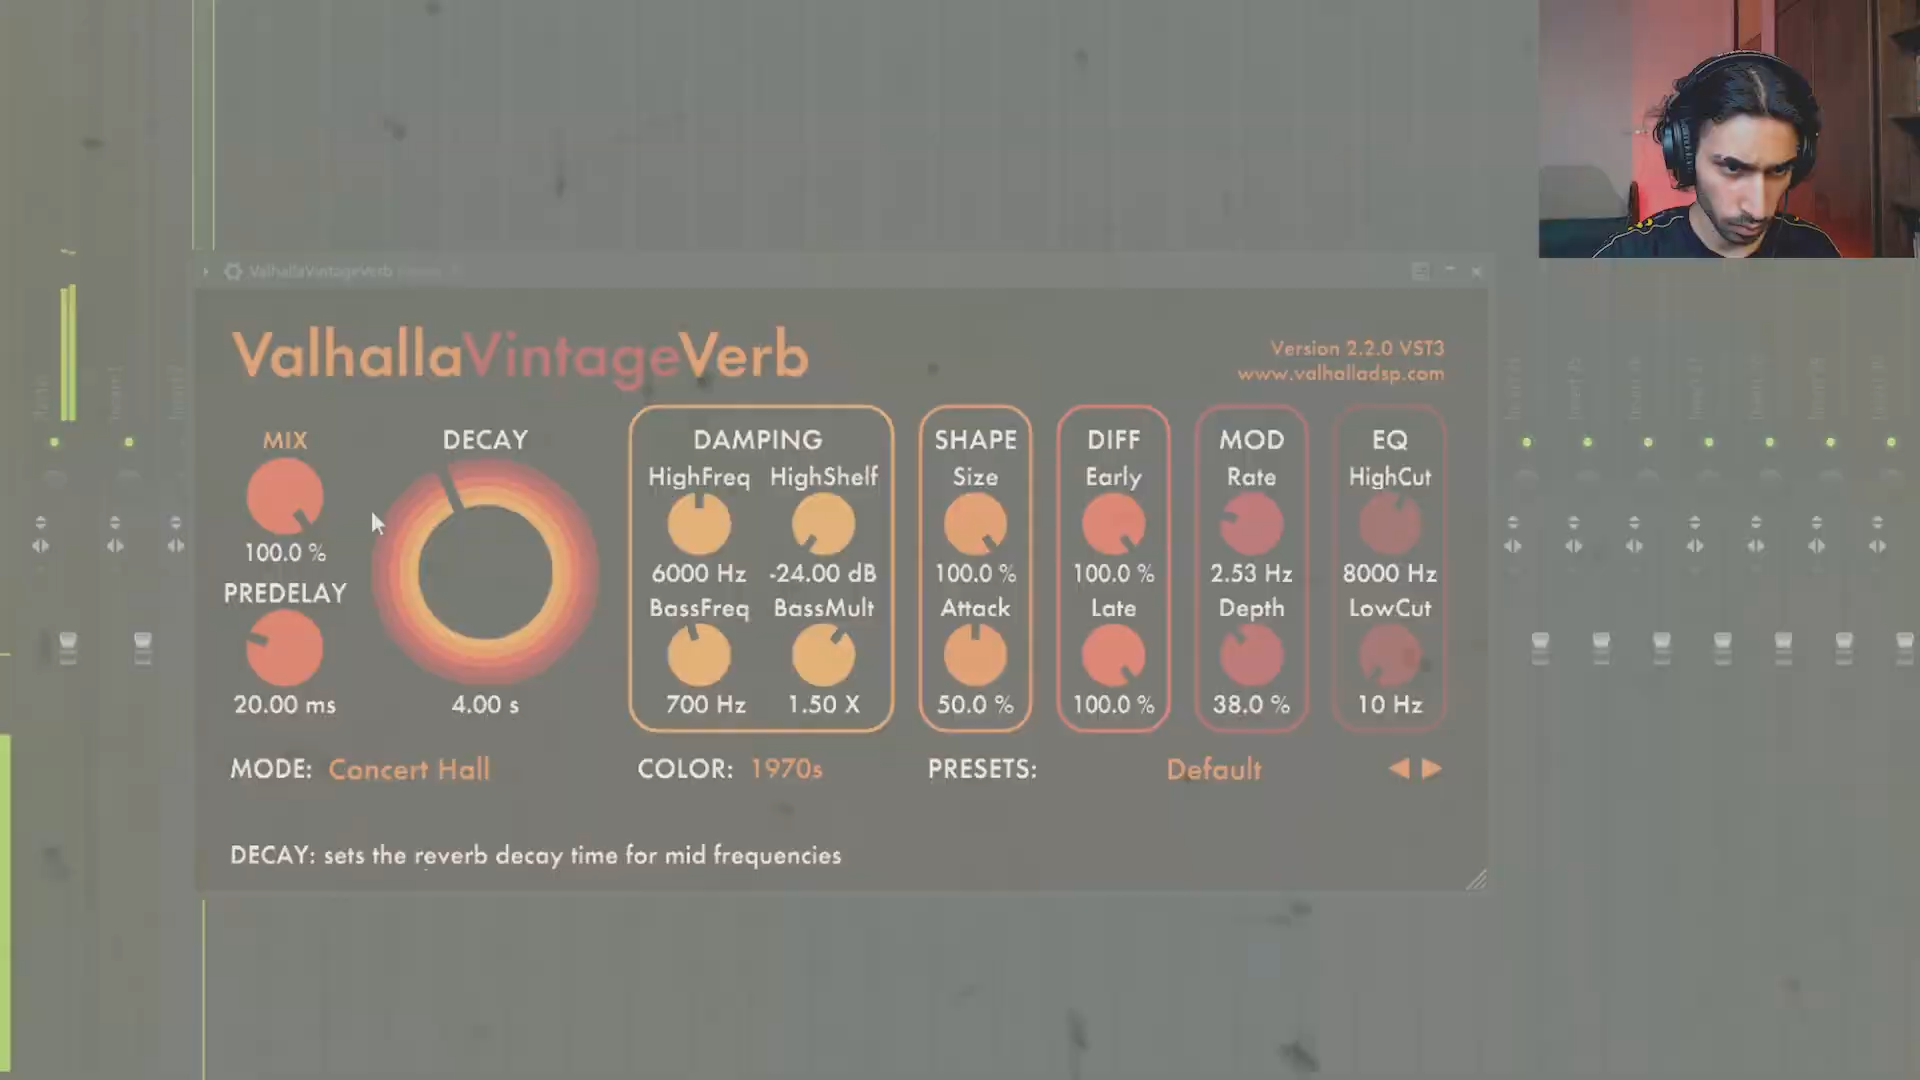 ValhallaVintageVerb
ValhallaVintageVerb
Version 2.2.0 VST3
www.valhalladsp.com
MIX
100.0 %
PREDELAY
20.00 ms
DECAY
4.00 s
DAMPING
HighFreq HighShelf
6000 Hz -24.00 dB
BassFreq BassMult
700 Hz 1.50 X
SHAPE
Size
100.0 %
Attack
50.0 %
DIFF
Early
100.0 %
Late
100.0 %
MOD
Rate
2.53 Hz
Depth
38.0 %
EQ
HighCut
8000 Hz
LowCut
10 Hz
MODE: Concert Hall
COLOR: 1970s
PRESETS: Default
DECAY: sets the reverb decay time for mid frequencies